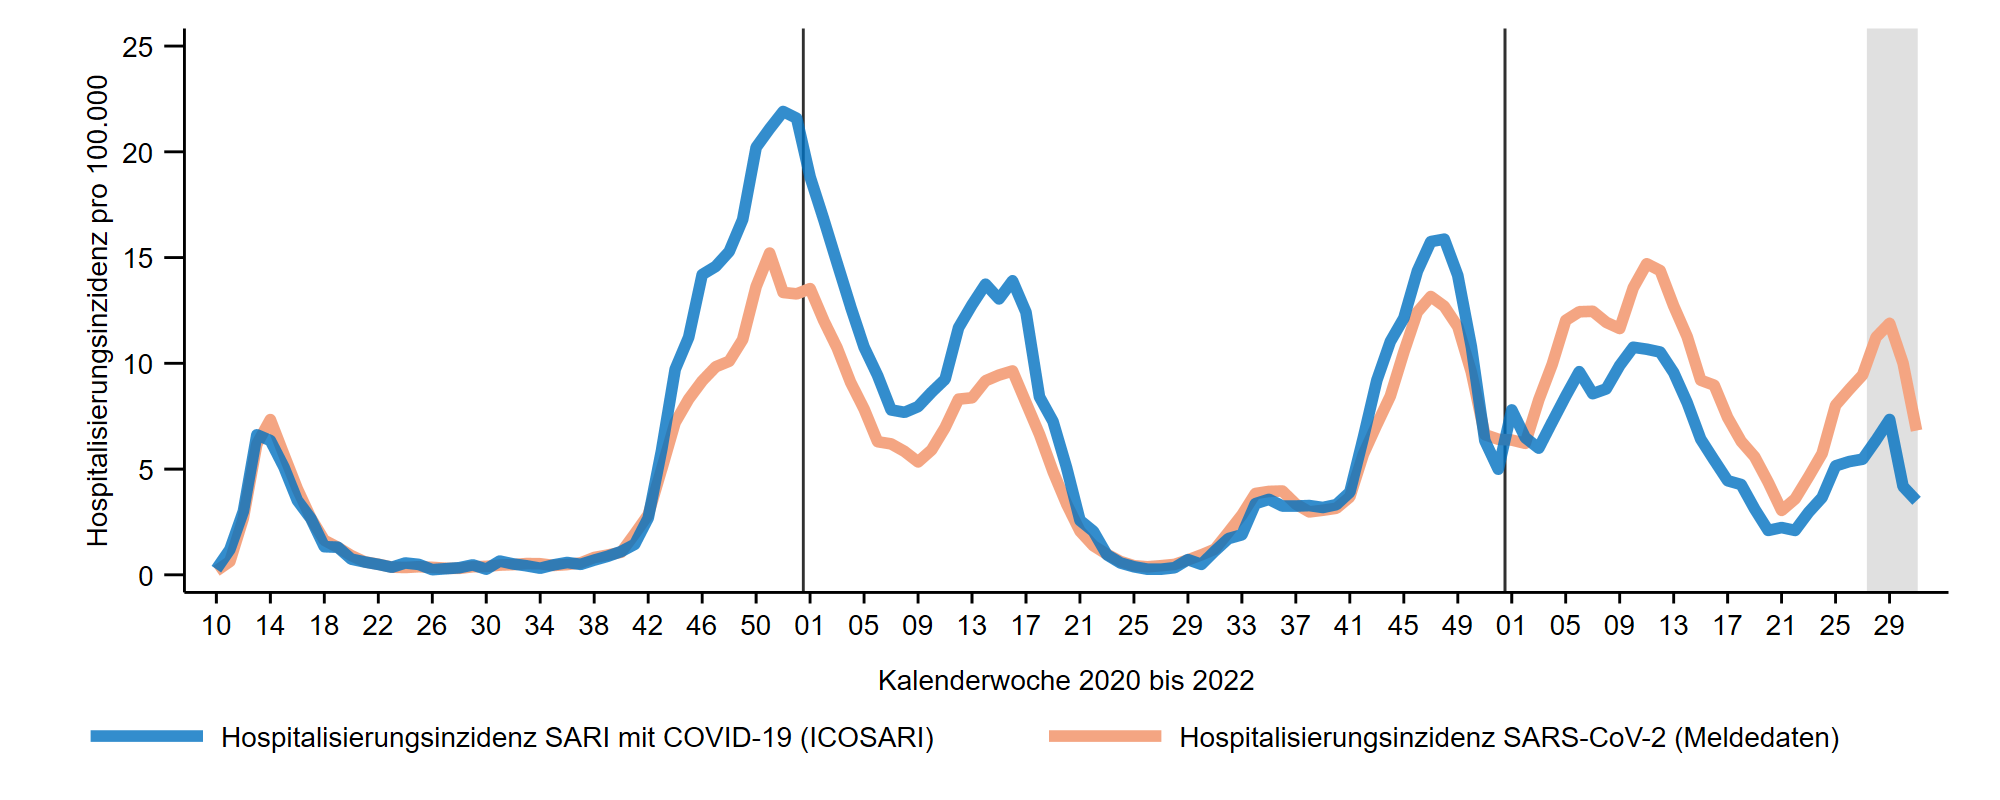 Hospitalisierungsinzidenz pro 100.000
25
20
15
10
5
0
10 14 18 22 26 30 34 38 42 46 50 01 05 09 13 17 21 25 29 33 37 41 45 49 01 05 09 13 17 21 25 29
Kalenderwoche 2020 bis 2022
Hospitalisierungsinzidenz SARI mit COVID-19 (ICOSARI) Hospitalisierungsinzidenz SARS-CoV-2 (Meldedaten)